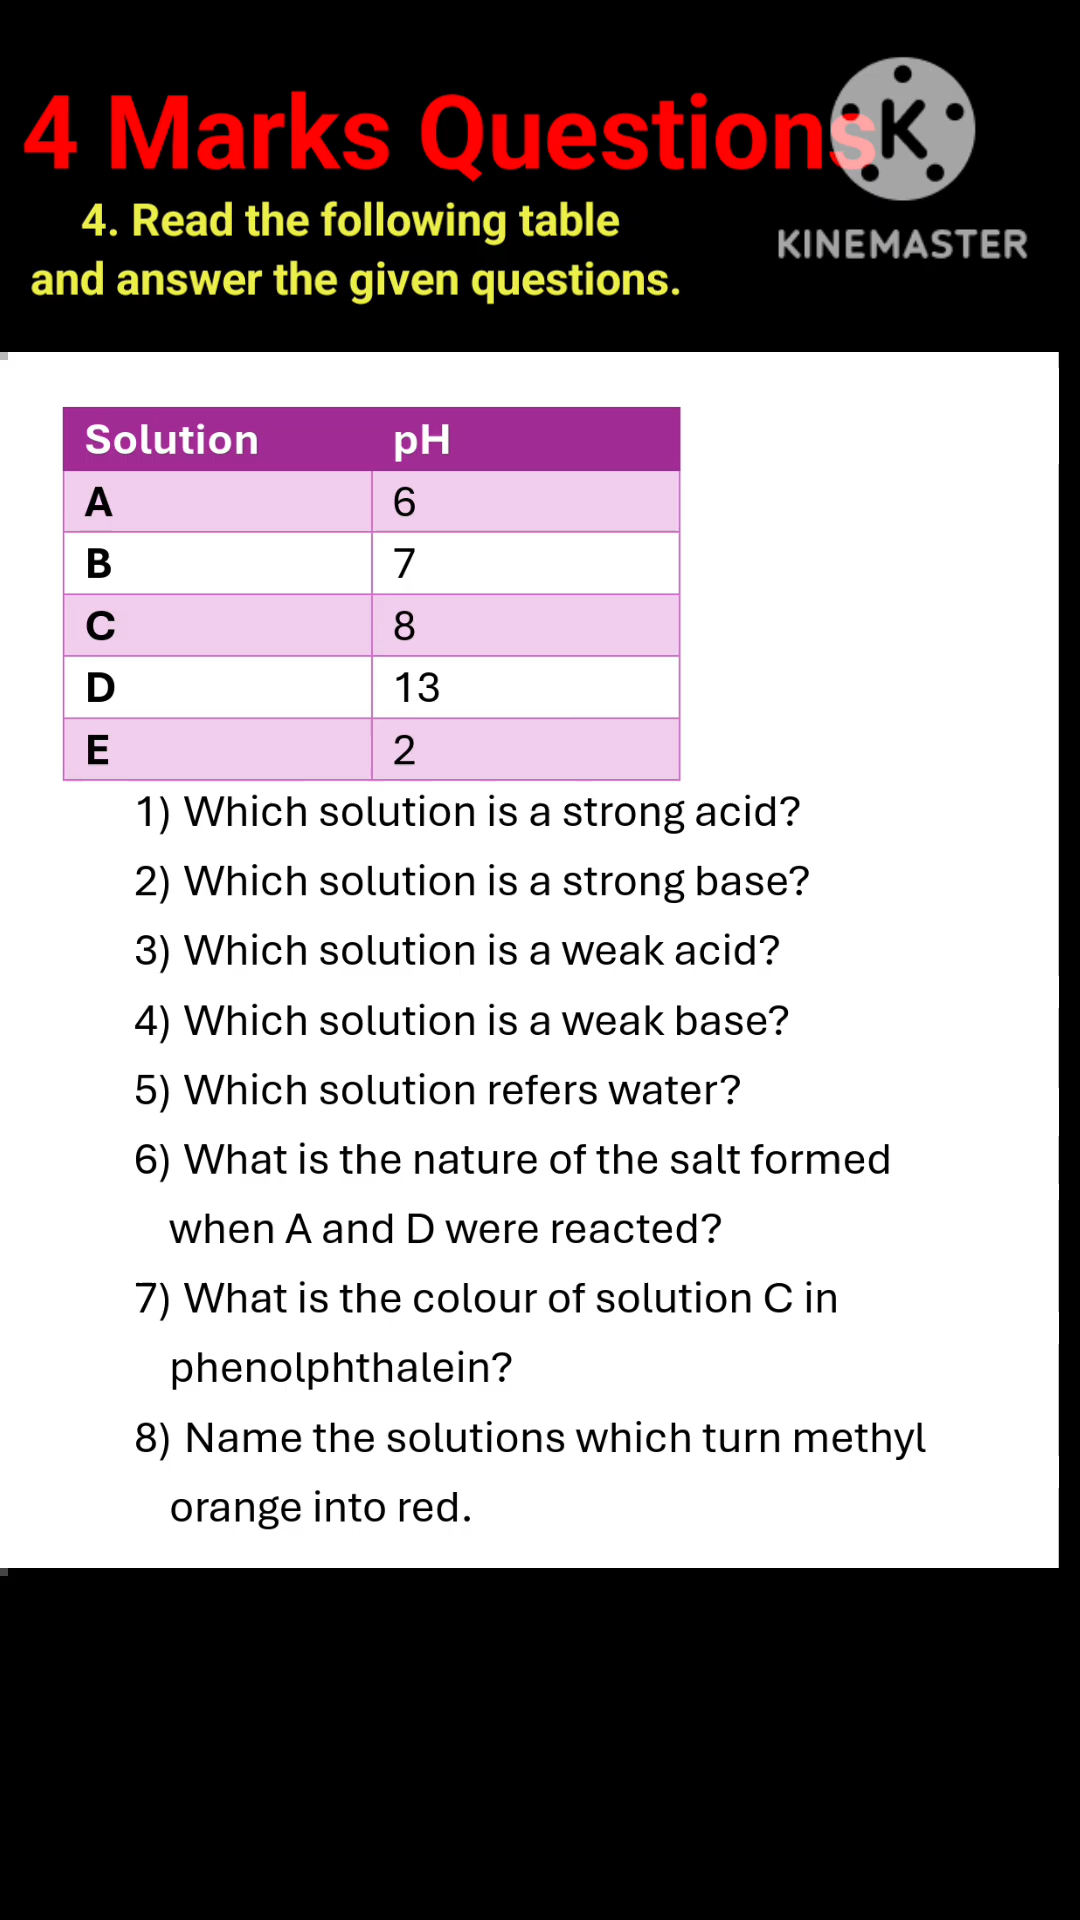 4 Marks Questions
KINEMASTER
4. Read the following table
and answer the given questions.
Solution pH
A 6
B 7
C 8
D 13
E 2
1) Which solution is a strong acid?
2) Which solution is a strong base?
3) Which solution is a weak acid?
4) Which solution is a weak base?
5) Which solution refers water?
6) What is the nature of the salt formed
when A and D were reacted?
7) What is the colour of solution C in
phenolphthalein?
8) Name the solutions which turn methyl
orange into red.